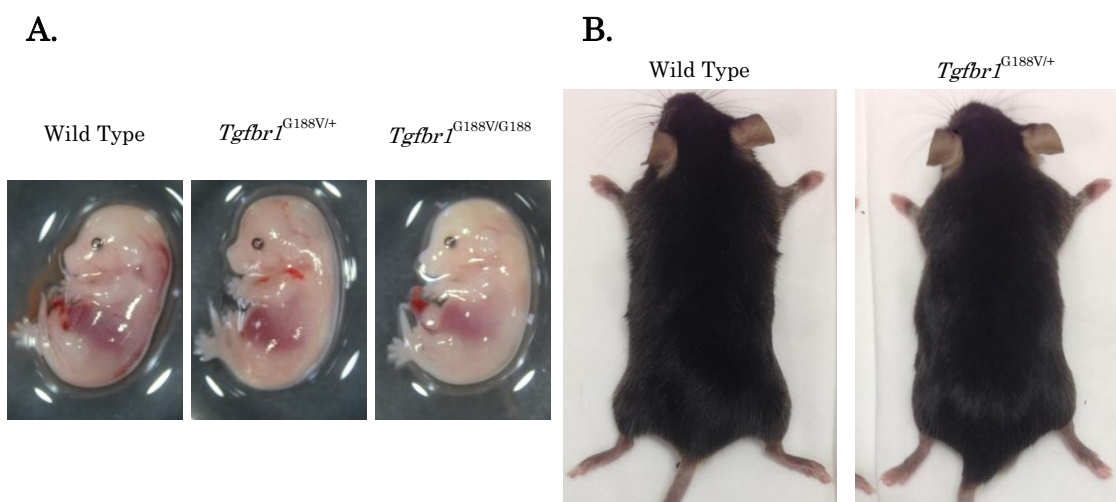 A.
Wild Type
Tgfbr1G188V/+
Tgfbr1G188V/G188
B.
Wild Type
Tgfbr1G188V/+